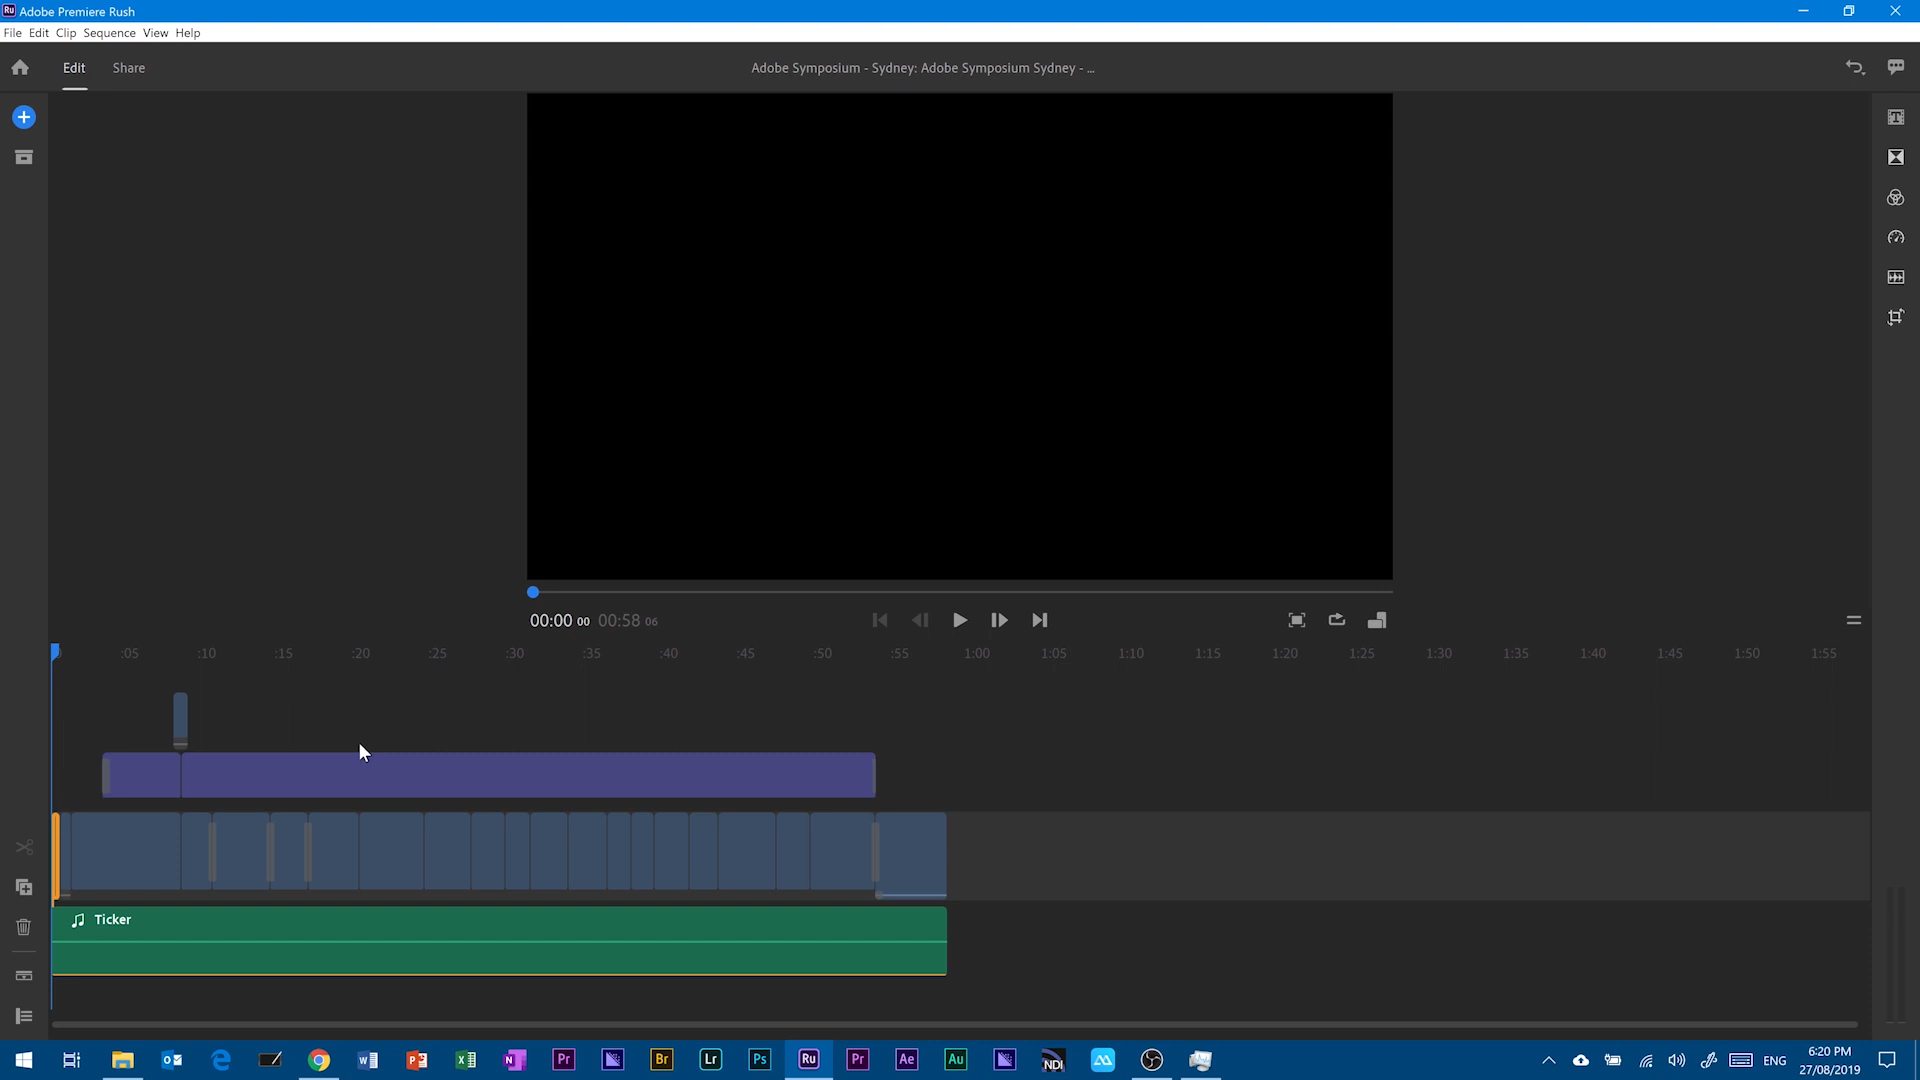 Ru Adobe Premiere Rush
File Edit Clip Sequence View Help
Edit Share Adobe Symposium - Sydney: Adobe Symposium Sydney - ...
00:00 00 00:58 06
:05 :10 :15 :20 :25 :30 :35 :40 :45 :50 :55 1:00 1:05 1:10 1:15 1:20 1:25 1:30 1:35 1:40 1:45 1:50 1:55
Ticker
Pr Br Lr Ps Ru Pr Ae Au NDI ENG 6:20 PM
27/08/2019